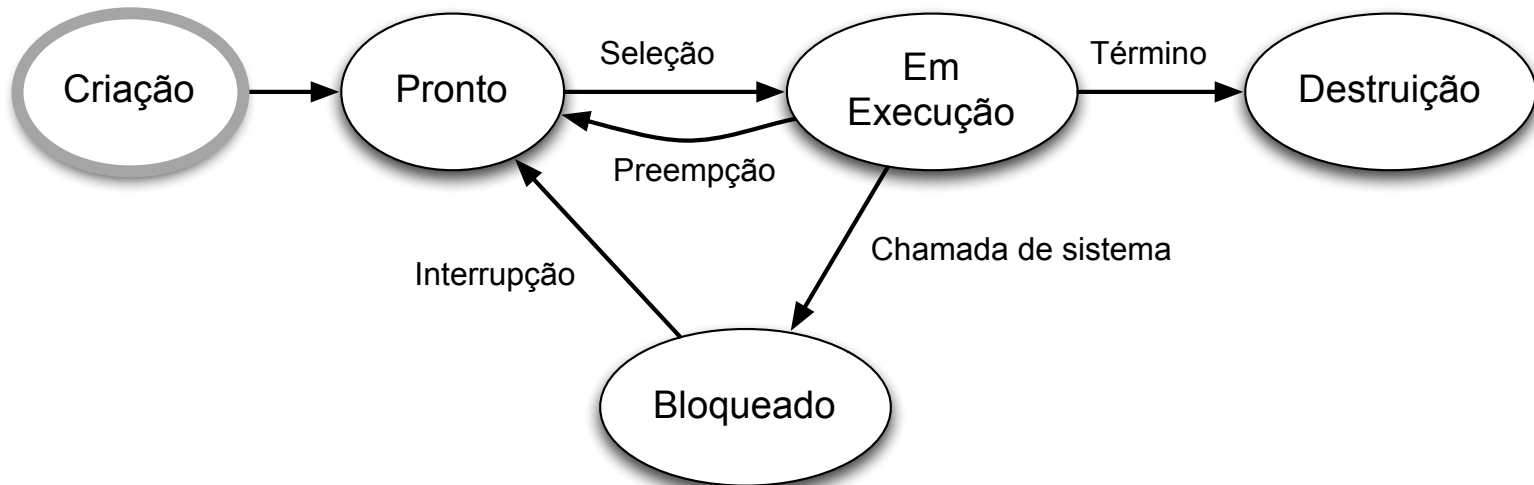 Criação
Pronto
Seleção
Em
Execução
Término
Destruição
Preempção
Chamada de sistema
Interrupção
Bloqueado